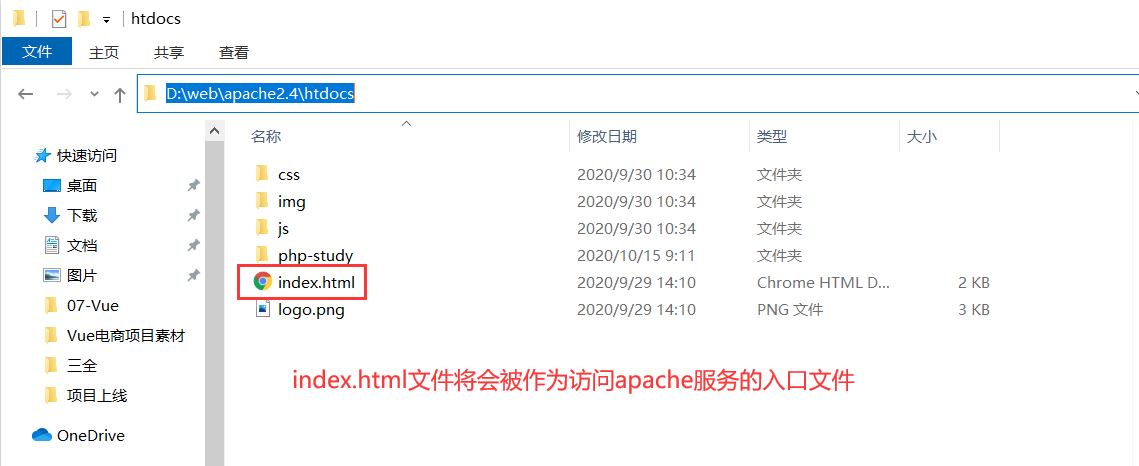 htdocs
文件 主页 共享 查看
D:\web\apache2.4\htdocs
名称 修改日期 类型 大小
快速访问
桌面
下载
文档
图片
07-Vue
Vue电商项目素材
三全
项目上线
OneDrive
css 2020/9/30 10:34 文件夹
img 2020/9/30 10:34 文件夹
js 2020/9/30 10:34 文件夹
php-study 2020/10/15 9:11 文件夹
index.html 2020/9/29 14:10 Chrome HTML D... 2 KB
logo.png 2020/9/29 14:10 PNG 文件 3 KB
index.html文件将会被作为访问apache服务的入口文件